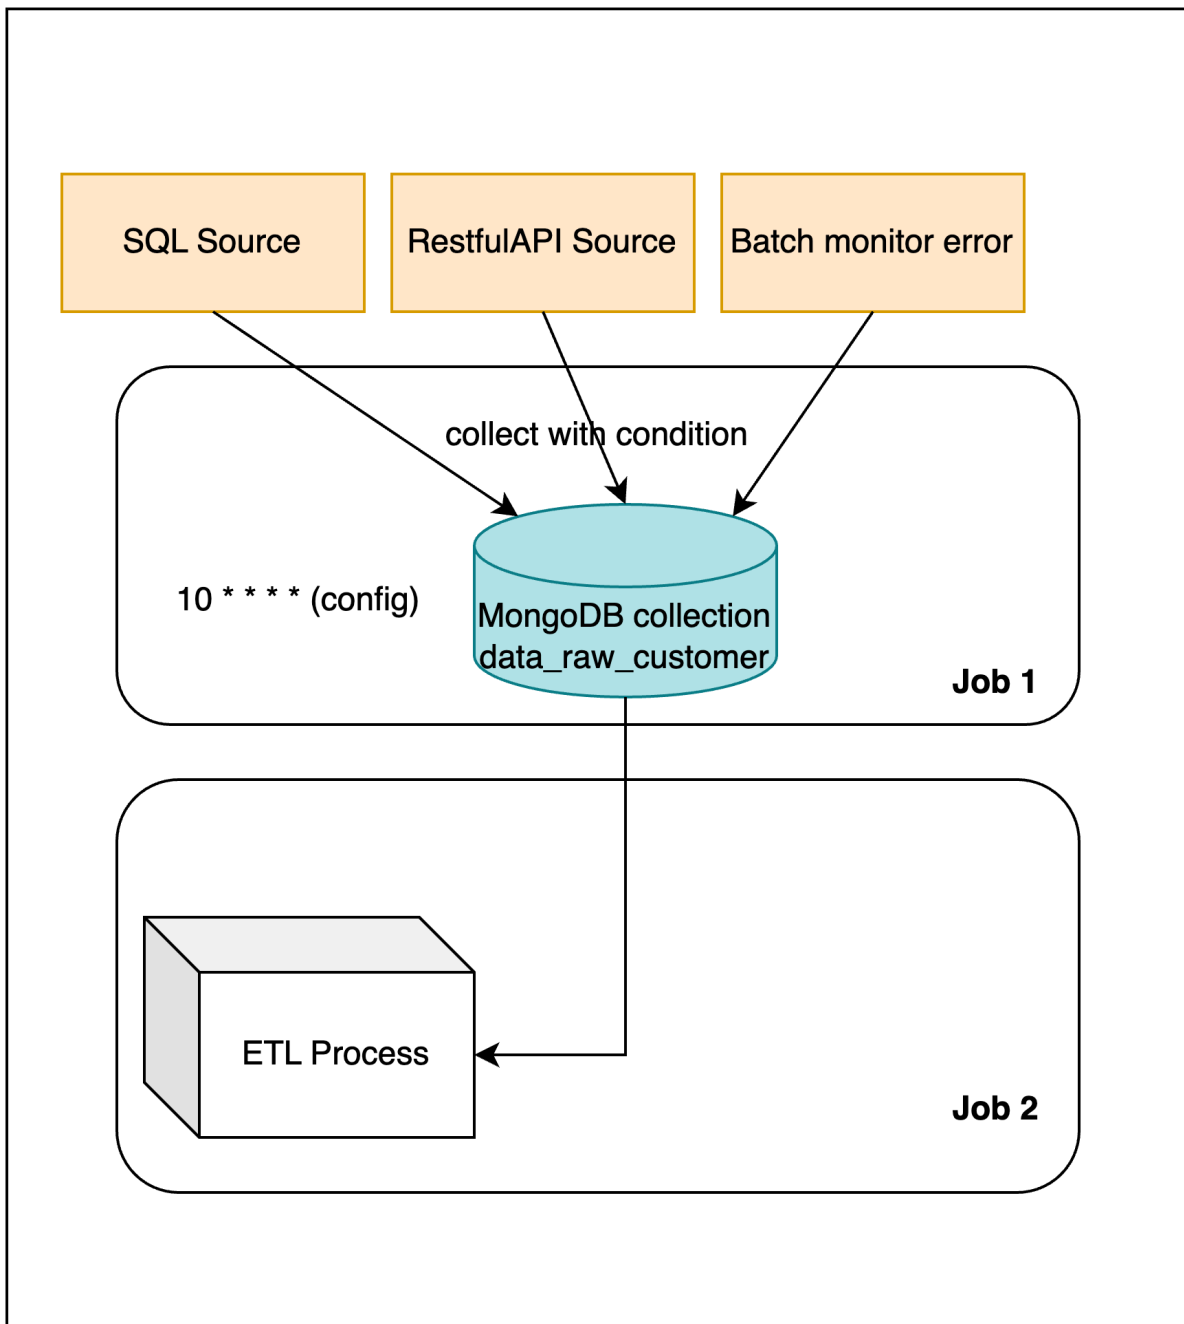 SQL Source
RestfulAPI Source
Batch monitor error
collect with condition
10 * * * * (config)
MongoDB collection
data_raw_customer
Job 1
ETL Process
Job 2